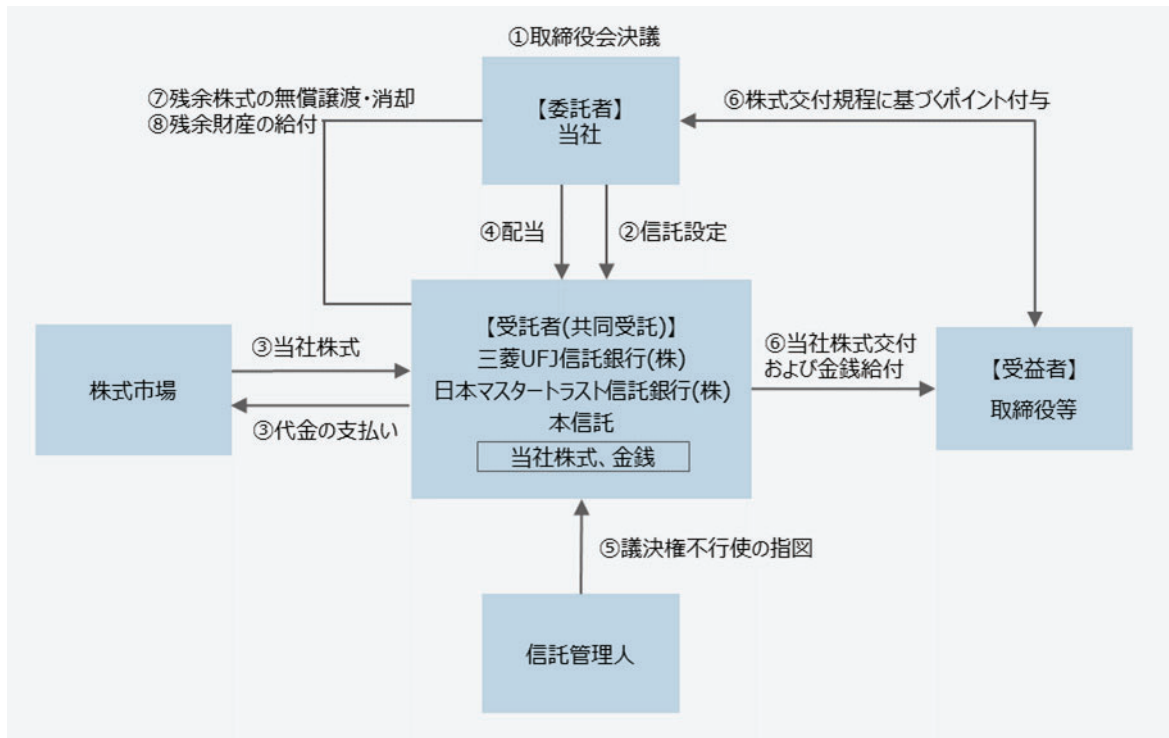 ①取締役会決議
⑦残余株式の無償譲渡・消却
⑧残余財産の給付
【委託者】
当社
⑥株式交付規程に基づくポイント付与
④配当
②信託設定
【受託者(共同受託)】
三菱UFJ信託銀行(株)
日本マスタートラスト信託銀行(株)
本信託
当社株式、金銭
株式市場
③当社株式
③代金の支払い
⑥当社株式交付
および金銭給付
【受益者】
取締役等
⑤議決権不行使の指図
信託管理人